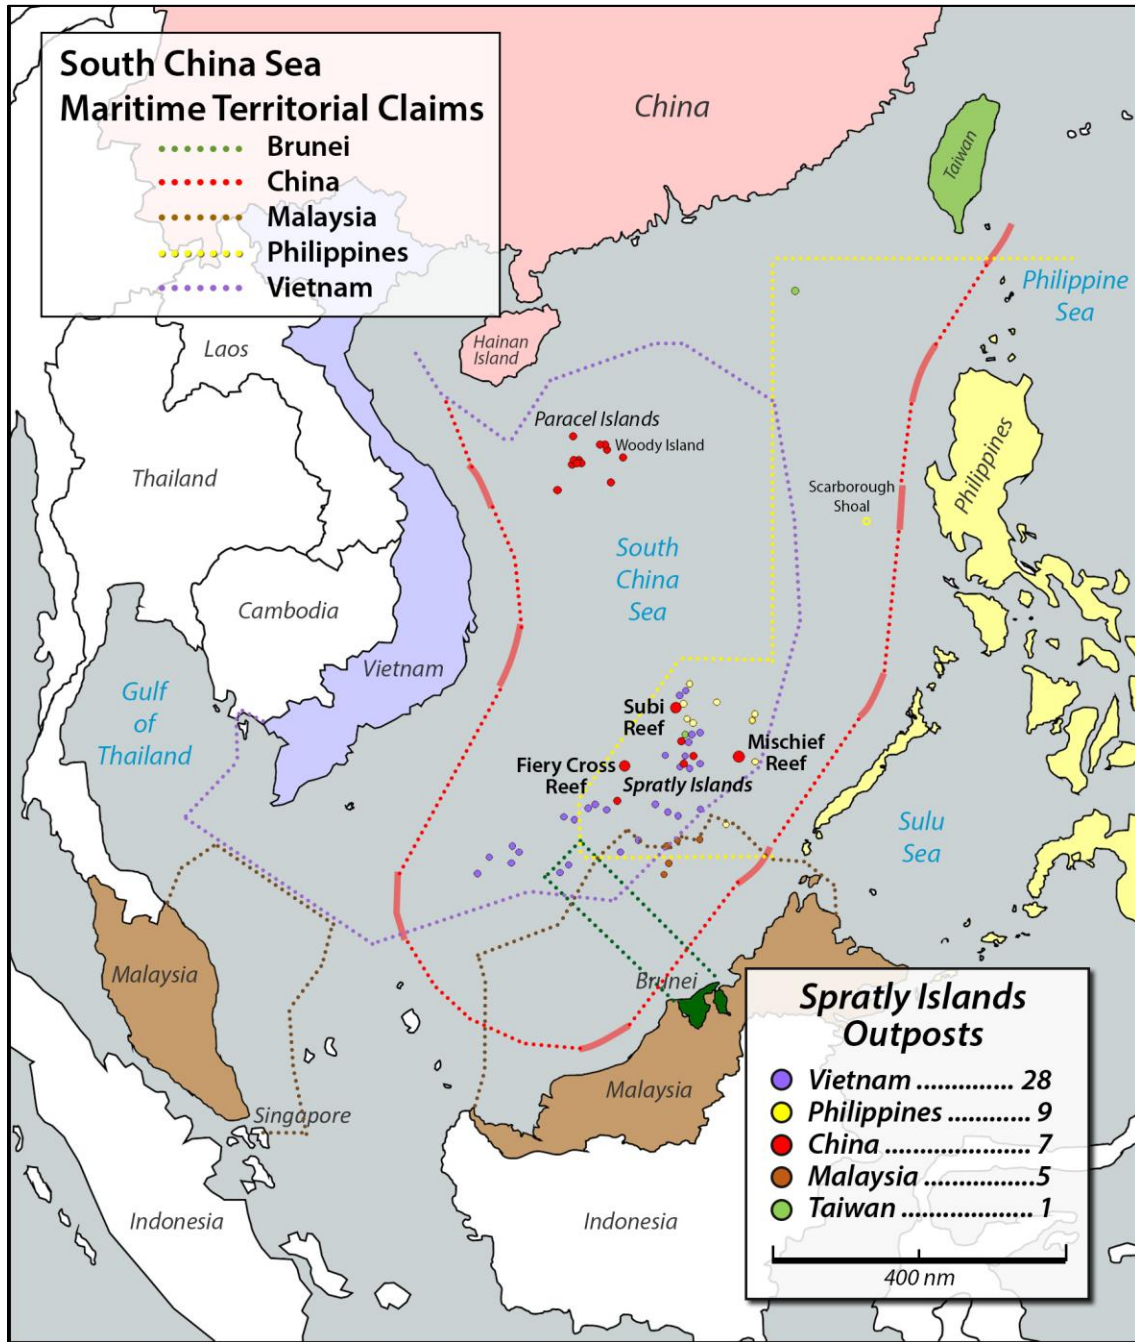 South China Sea
Maritime Territorial Claims
Brunei
China
Malaysia
Philippines
Vietnam
China
Taiwan
Philippine
Sea
Hainan
Island
Laos
Paracel Islands
Woody Island
Thailand
Philippines
Scarborough
Shoal
South
China
Sea
Cambodia
Vietnam
Gulf
of
Thailand
Subi
Reef
Mischief
Reef
Fiery Cross
Reef
Spratly Islands
Sulu
Sea
Malaysia
Brunei
Malaysia
Singapore
Indonesia
Indonesia
Spratly Islands
Outposts
Vietnam .............. 28
Philippines ........... 9
China ..................... 7
Malaysia ................ 5
Taiwan ................... 1
400 nm